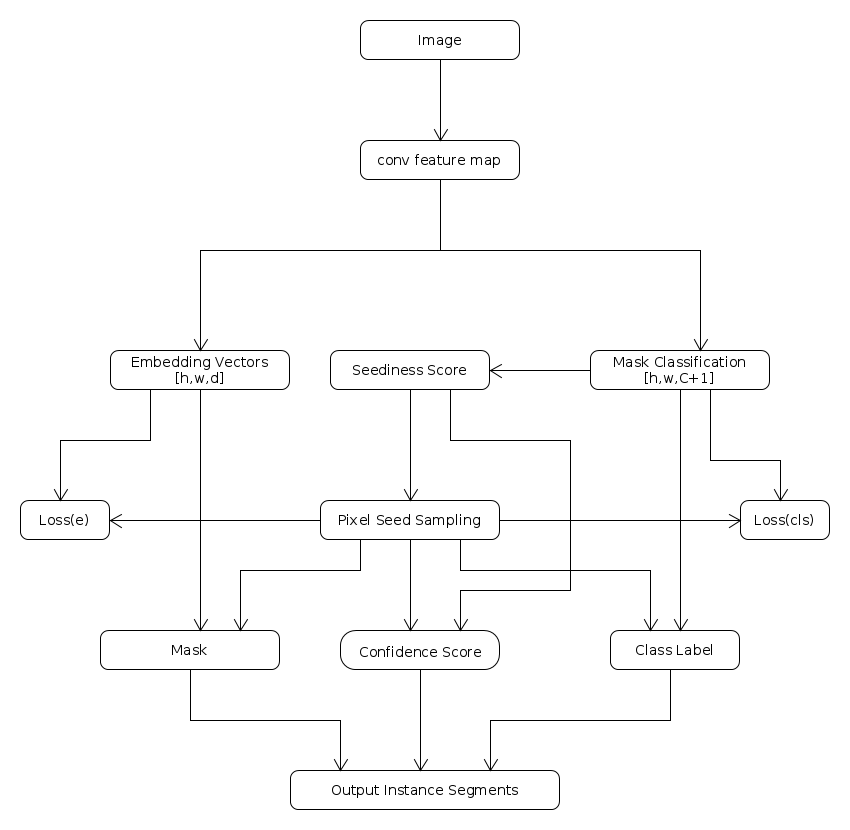 Image
conv feature map
Embedding Vectors
[h,w,d]
Seediness Score
Mask Classification
[h,w,C+1]
Loss(e)
Pixel Seed Sampling
Loss(cls)
Mask
Confidence Score
Class Label
Output Instance Segments